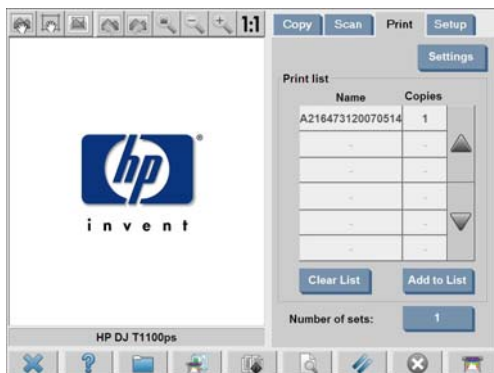 1:1
Copy Scan Print Setup
Settings
Print list
Name Copies
A216473120070514 1
hp
invent
Clear List Add to List
Number of sets: 1
HP DJ T1100ps